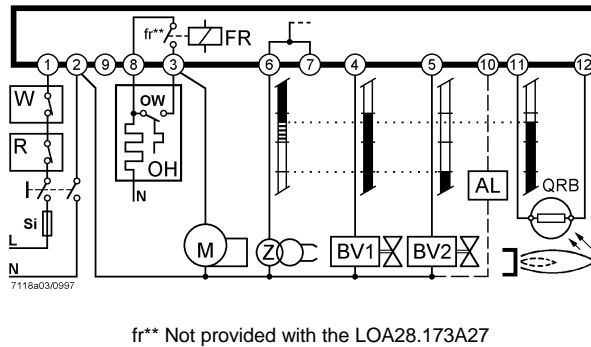 fr** FR
1 2 9 8 3 6 7 4 5 10 11 12
W
OW
R
OH
AL
QRB
Si
N
L
M
Z
BV1
BV2
N
7118a03/0997
fr** Not provided with the LOA28.173A27